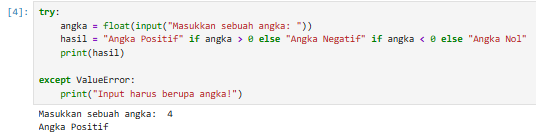 [4]: try:
    angka = float(input("Masukkan sebuah angka: "))
    hasil = "Angka Positif" if angka > 0 else "Angka Negatif" if angka < 0 else "Angka Nol"
    print(hasil)
except ValueError:
    print("Input harus berupa angka!")
Masukkan sebuah angka:  4
Angka Positif